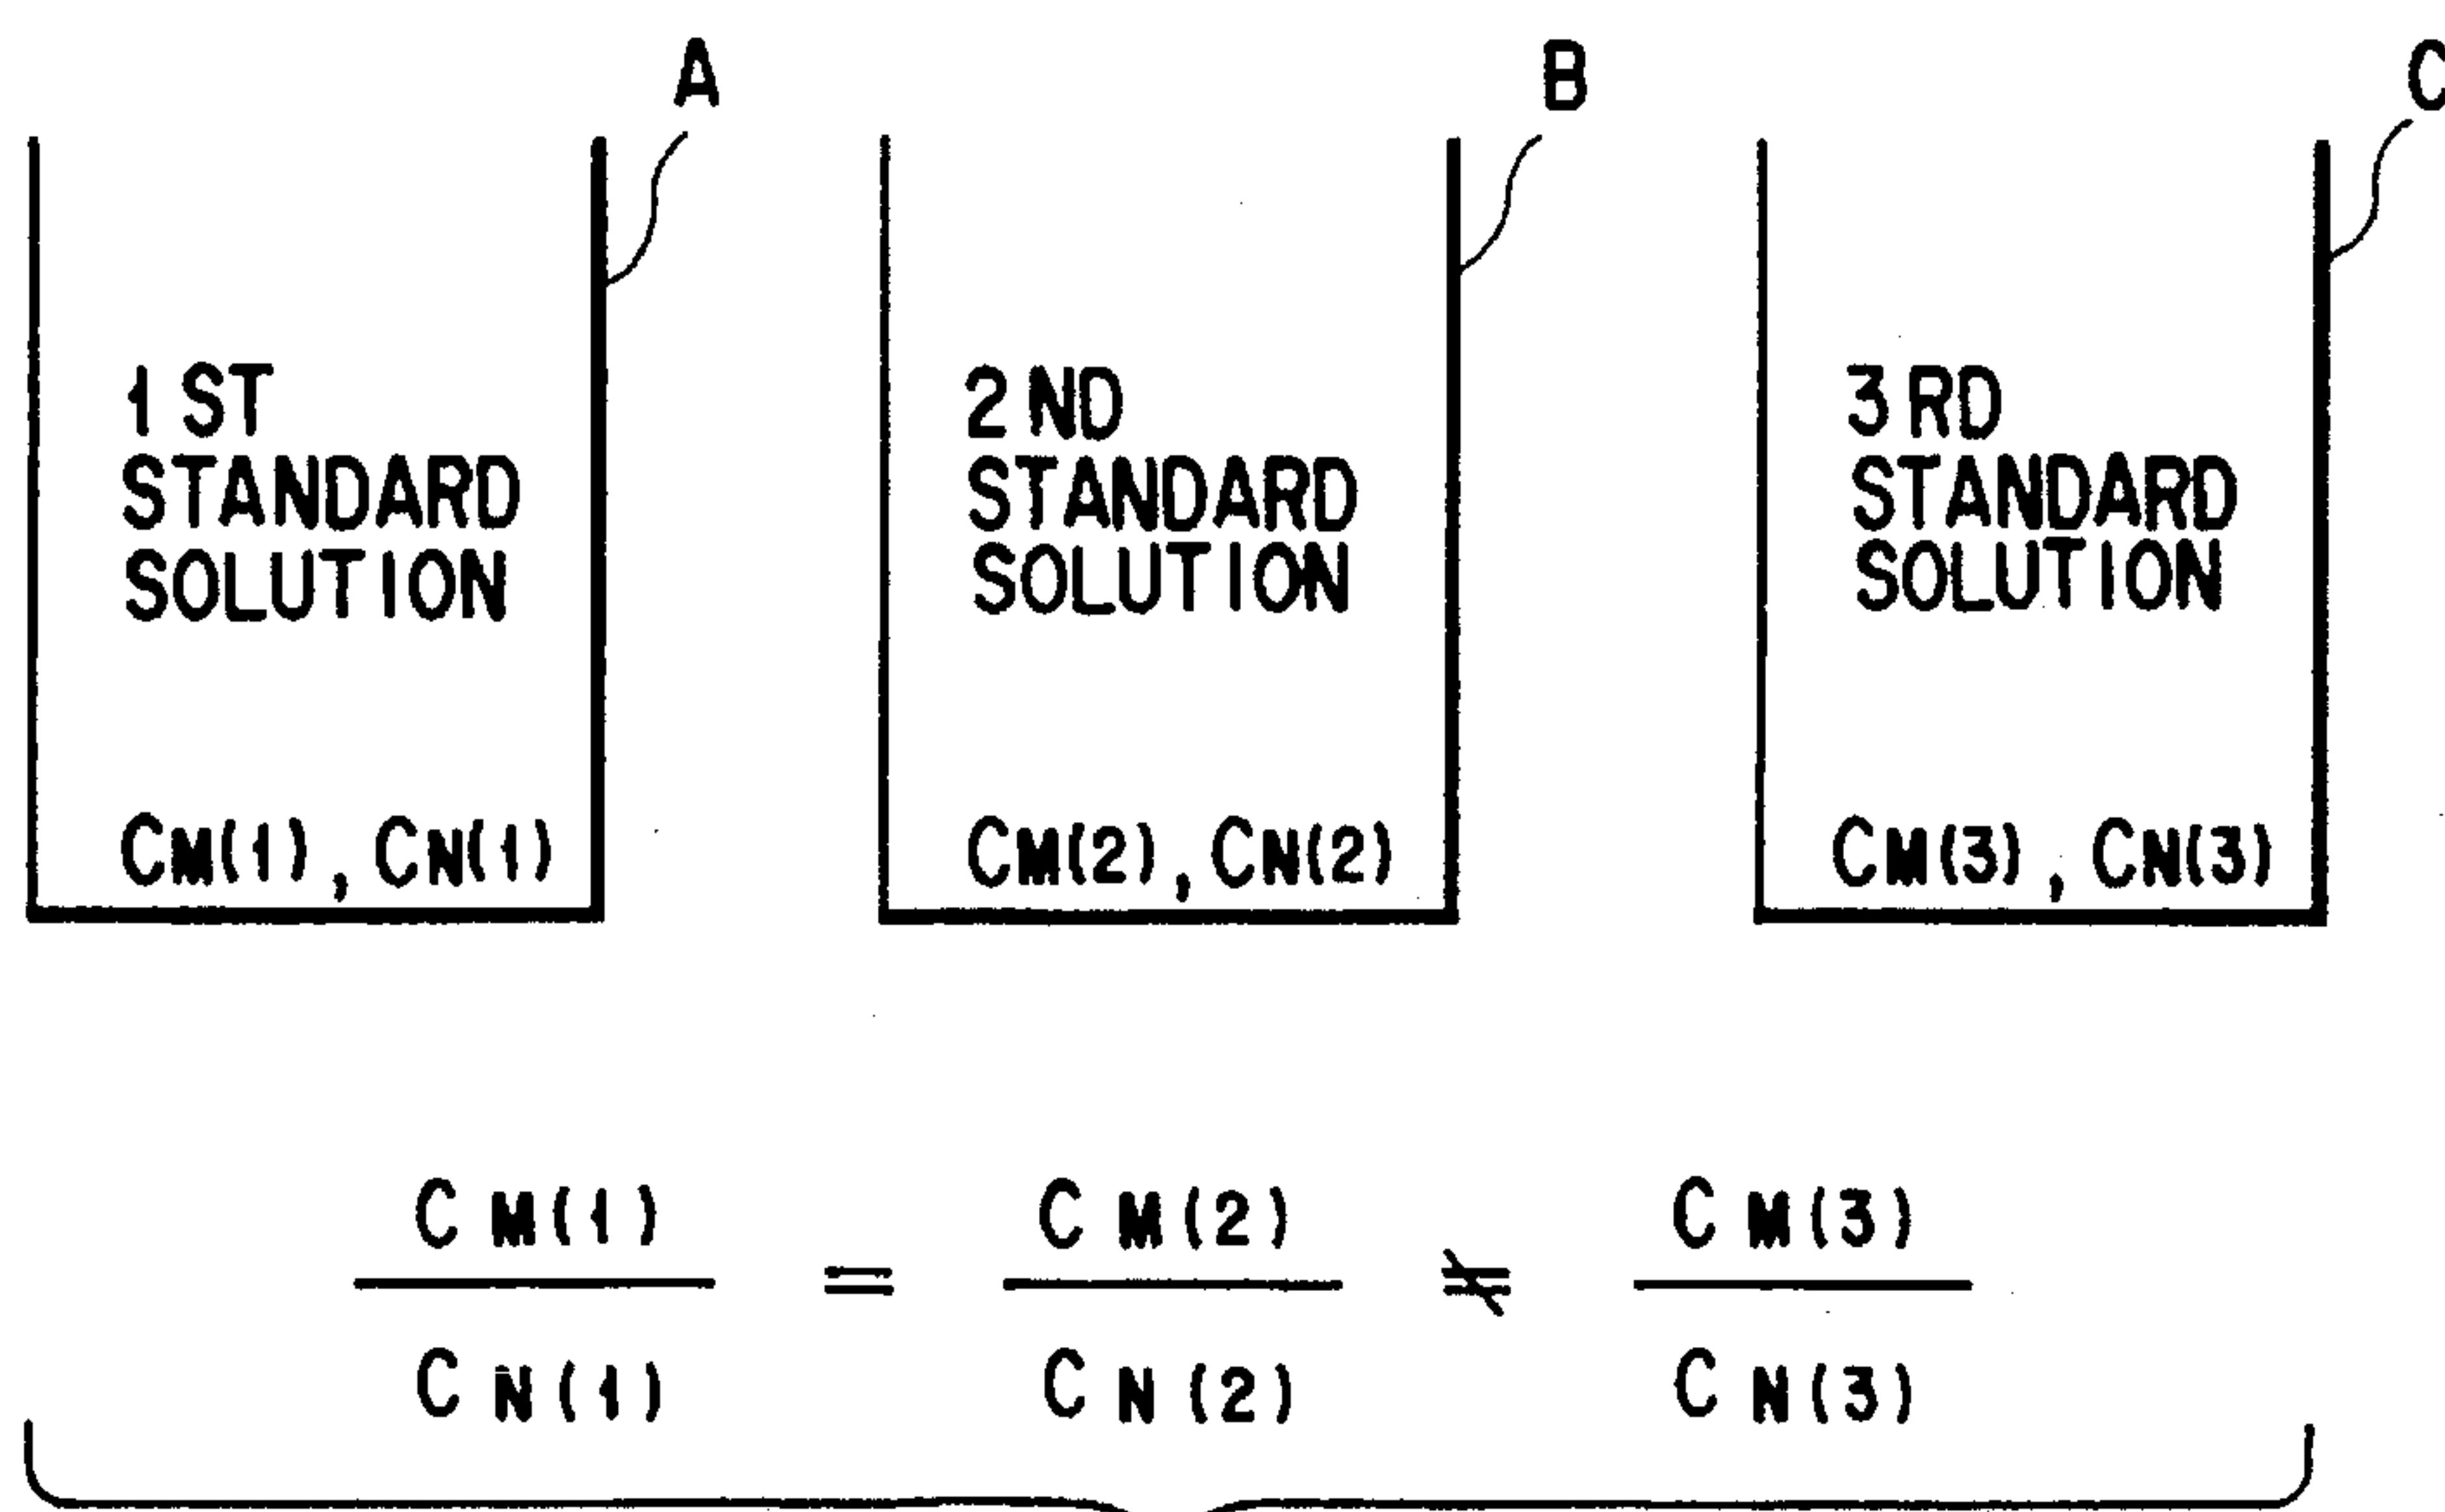 A
B
C
1 ST
STANDARD
SOLUTION
CM(1), CN(1)
2 ND
STANDARD
SOLUTION
CM(2), CN(2)
3 RD
STANDARD
SOLUTION
CM(3), CN(3)
CM(1) = CM(2) ≠ CM(3)
CN(1) CN(2) CN(3)